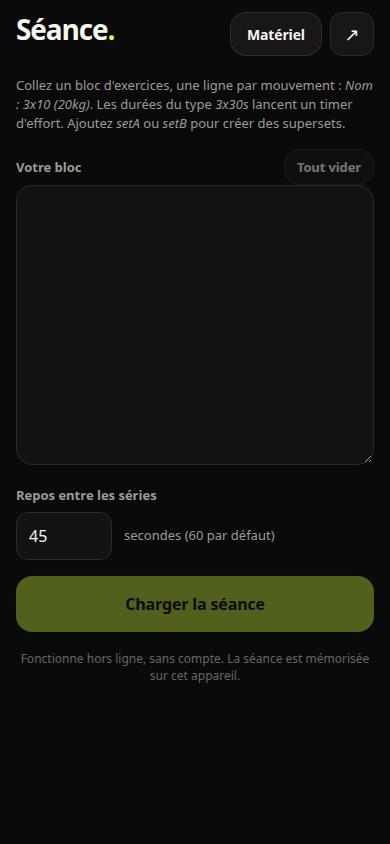 Séance.
Matériel
↗
Collez un bloc d'exercices, une ligne par mouvement : Nom
: 3x10 (20kg). Les durées du type 3x30s lancent un timer
d'effort. Ajoutez setA ou setB pour créer des supersets.
Votre bloc
Tout vider
Repos entre les séries
45
secondes (60 par défaut)
Charger la séance
Fonctionne hors ligne, sans compte. La séance est mémorisée
sur cet appareil.